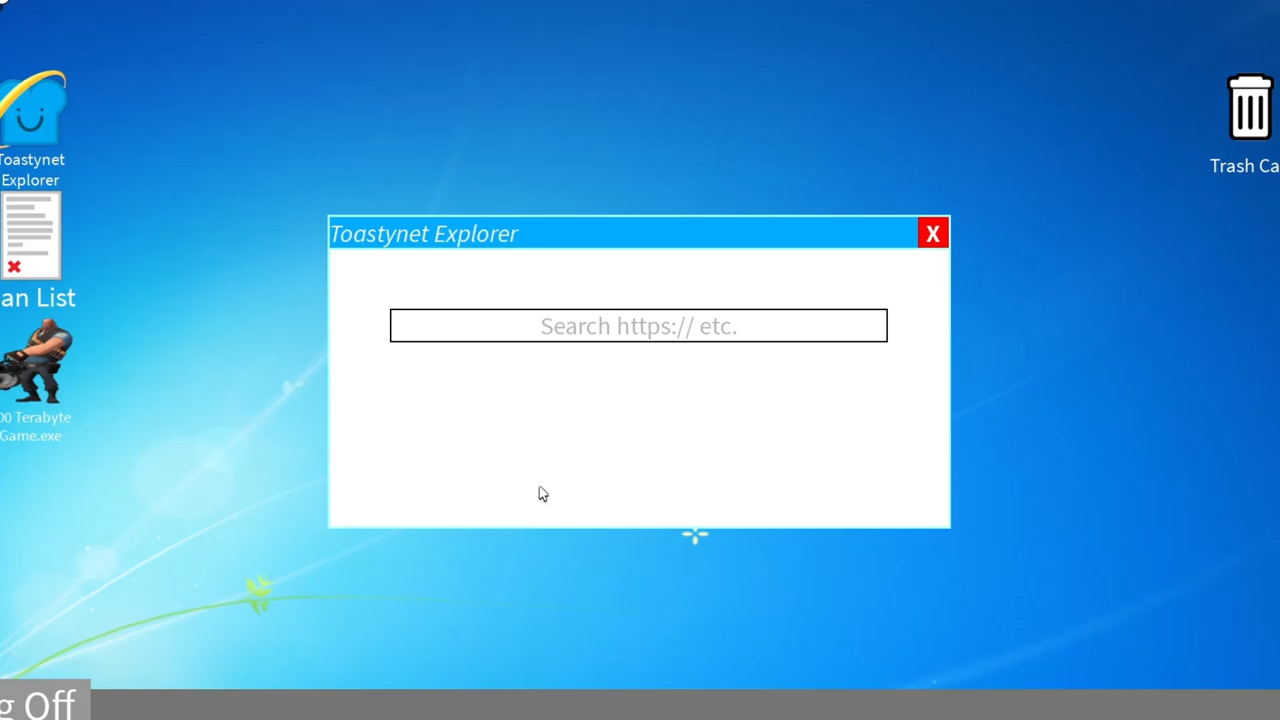 Toastynet
Explorer
an List
00 Terabyte
Game.exe
Trash Ca
Toastynet Explorer
X
Search https:// etc.
g Off